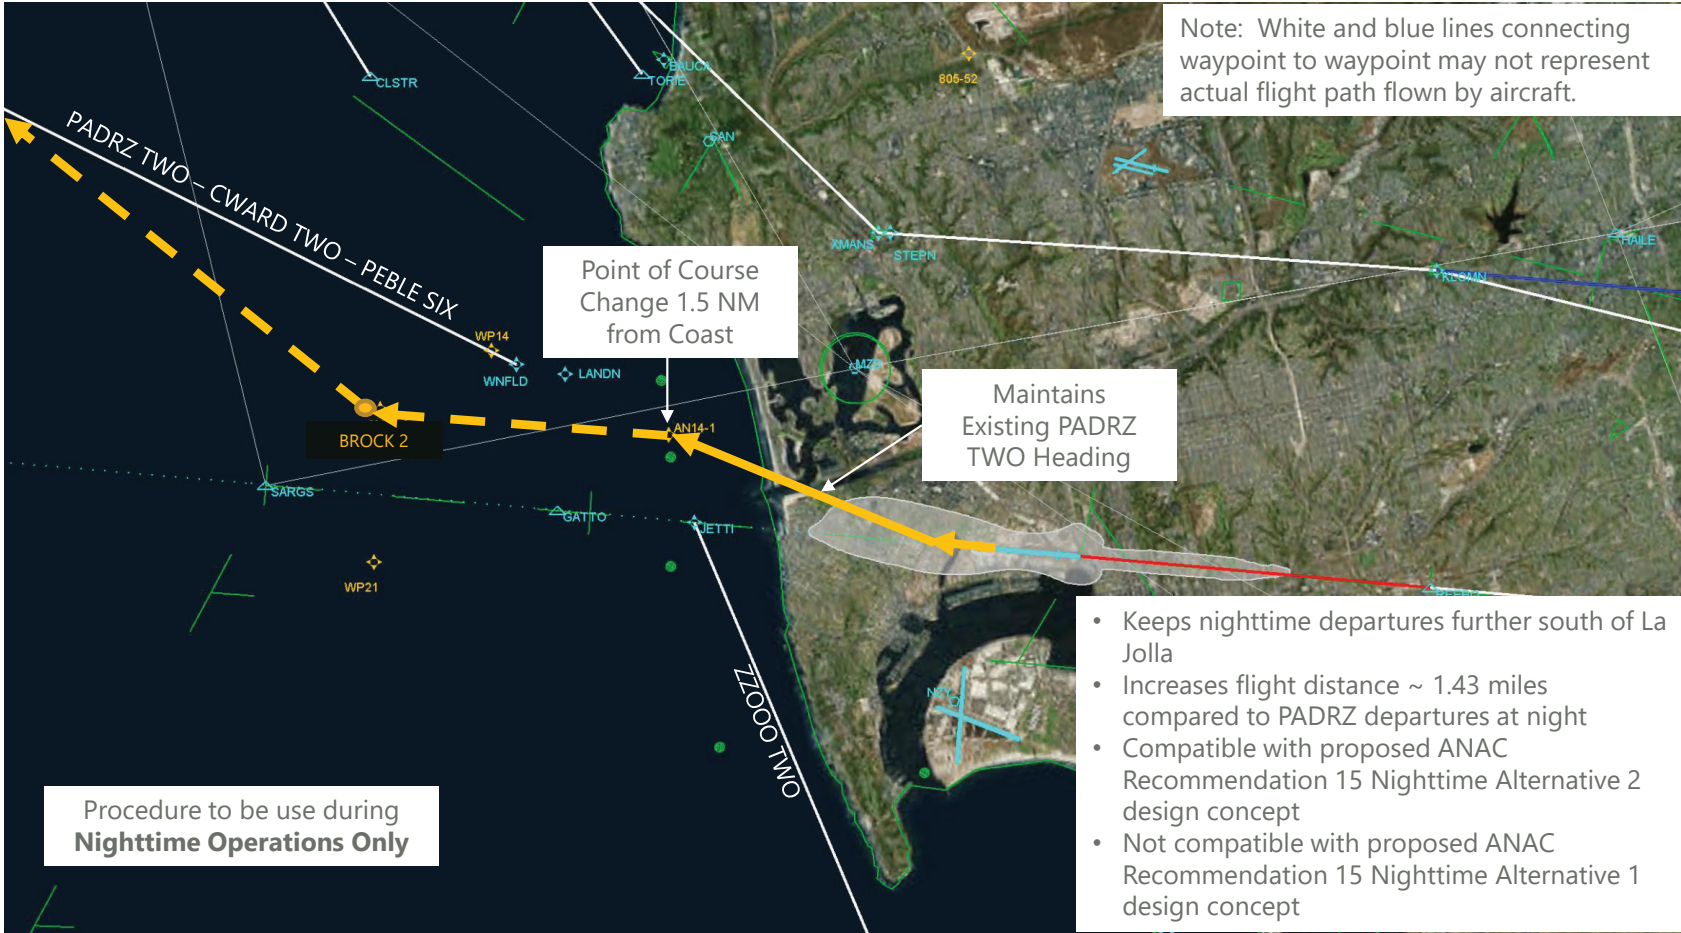 Note: White and blue lines connecting
waypoint to waypoint may not represent
actual flight path flown by aircraft.
CLSTR
BAUCA
TORIE
805-52
SAN
PADRZ TWO – CWARD TWO – PEBLE SIX
XMANS
STEPN
HAILE
KLOMN
Point of Course
Change 1.5 NM
from Coast
WP14
WNFLD
LANDN
MZB
Maintains
Existing PADRZ
TWO Heading
BROCK 2
AN14-1
SARGS
GATTO
JETTI
WP21
ZZOOO TWO
NZY
Procedure to be use during
Nighttime Operations Only
• Keeps nighttime departures further south of La
Jolla
• Increases flight distance ~ 1.43 miles
compared to PADRZ departures at night
• Compatible with proposed ANAC
Recommendation 15 Nighttime Alternative 2
design concept
• Not compatible with proposed ANAC
Recommendation 15 Nighttime Alternative 1
design concept